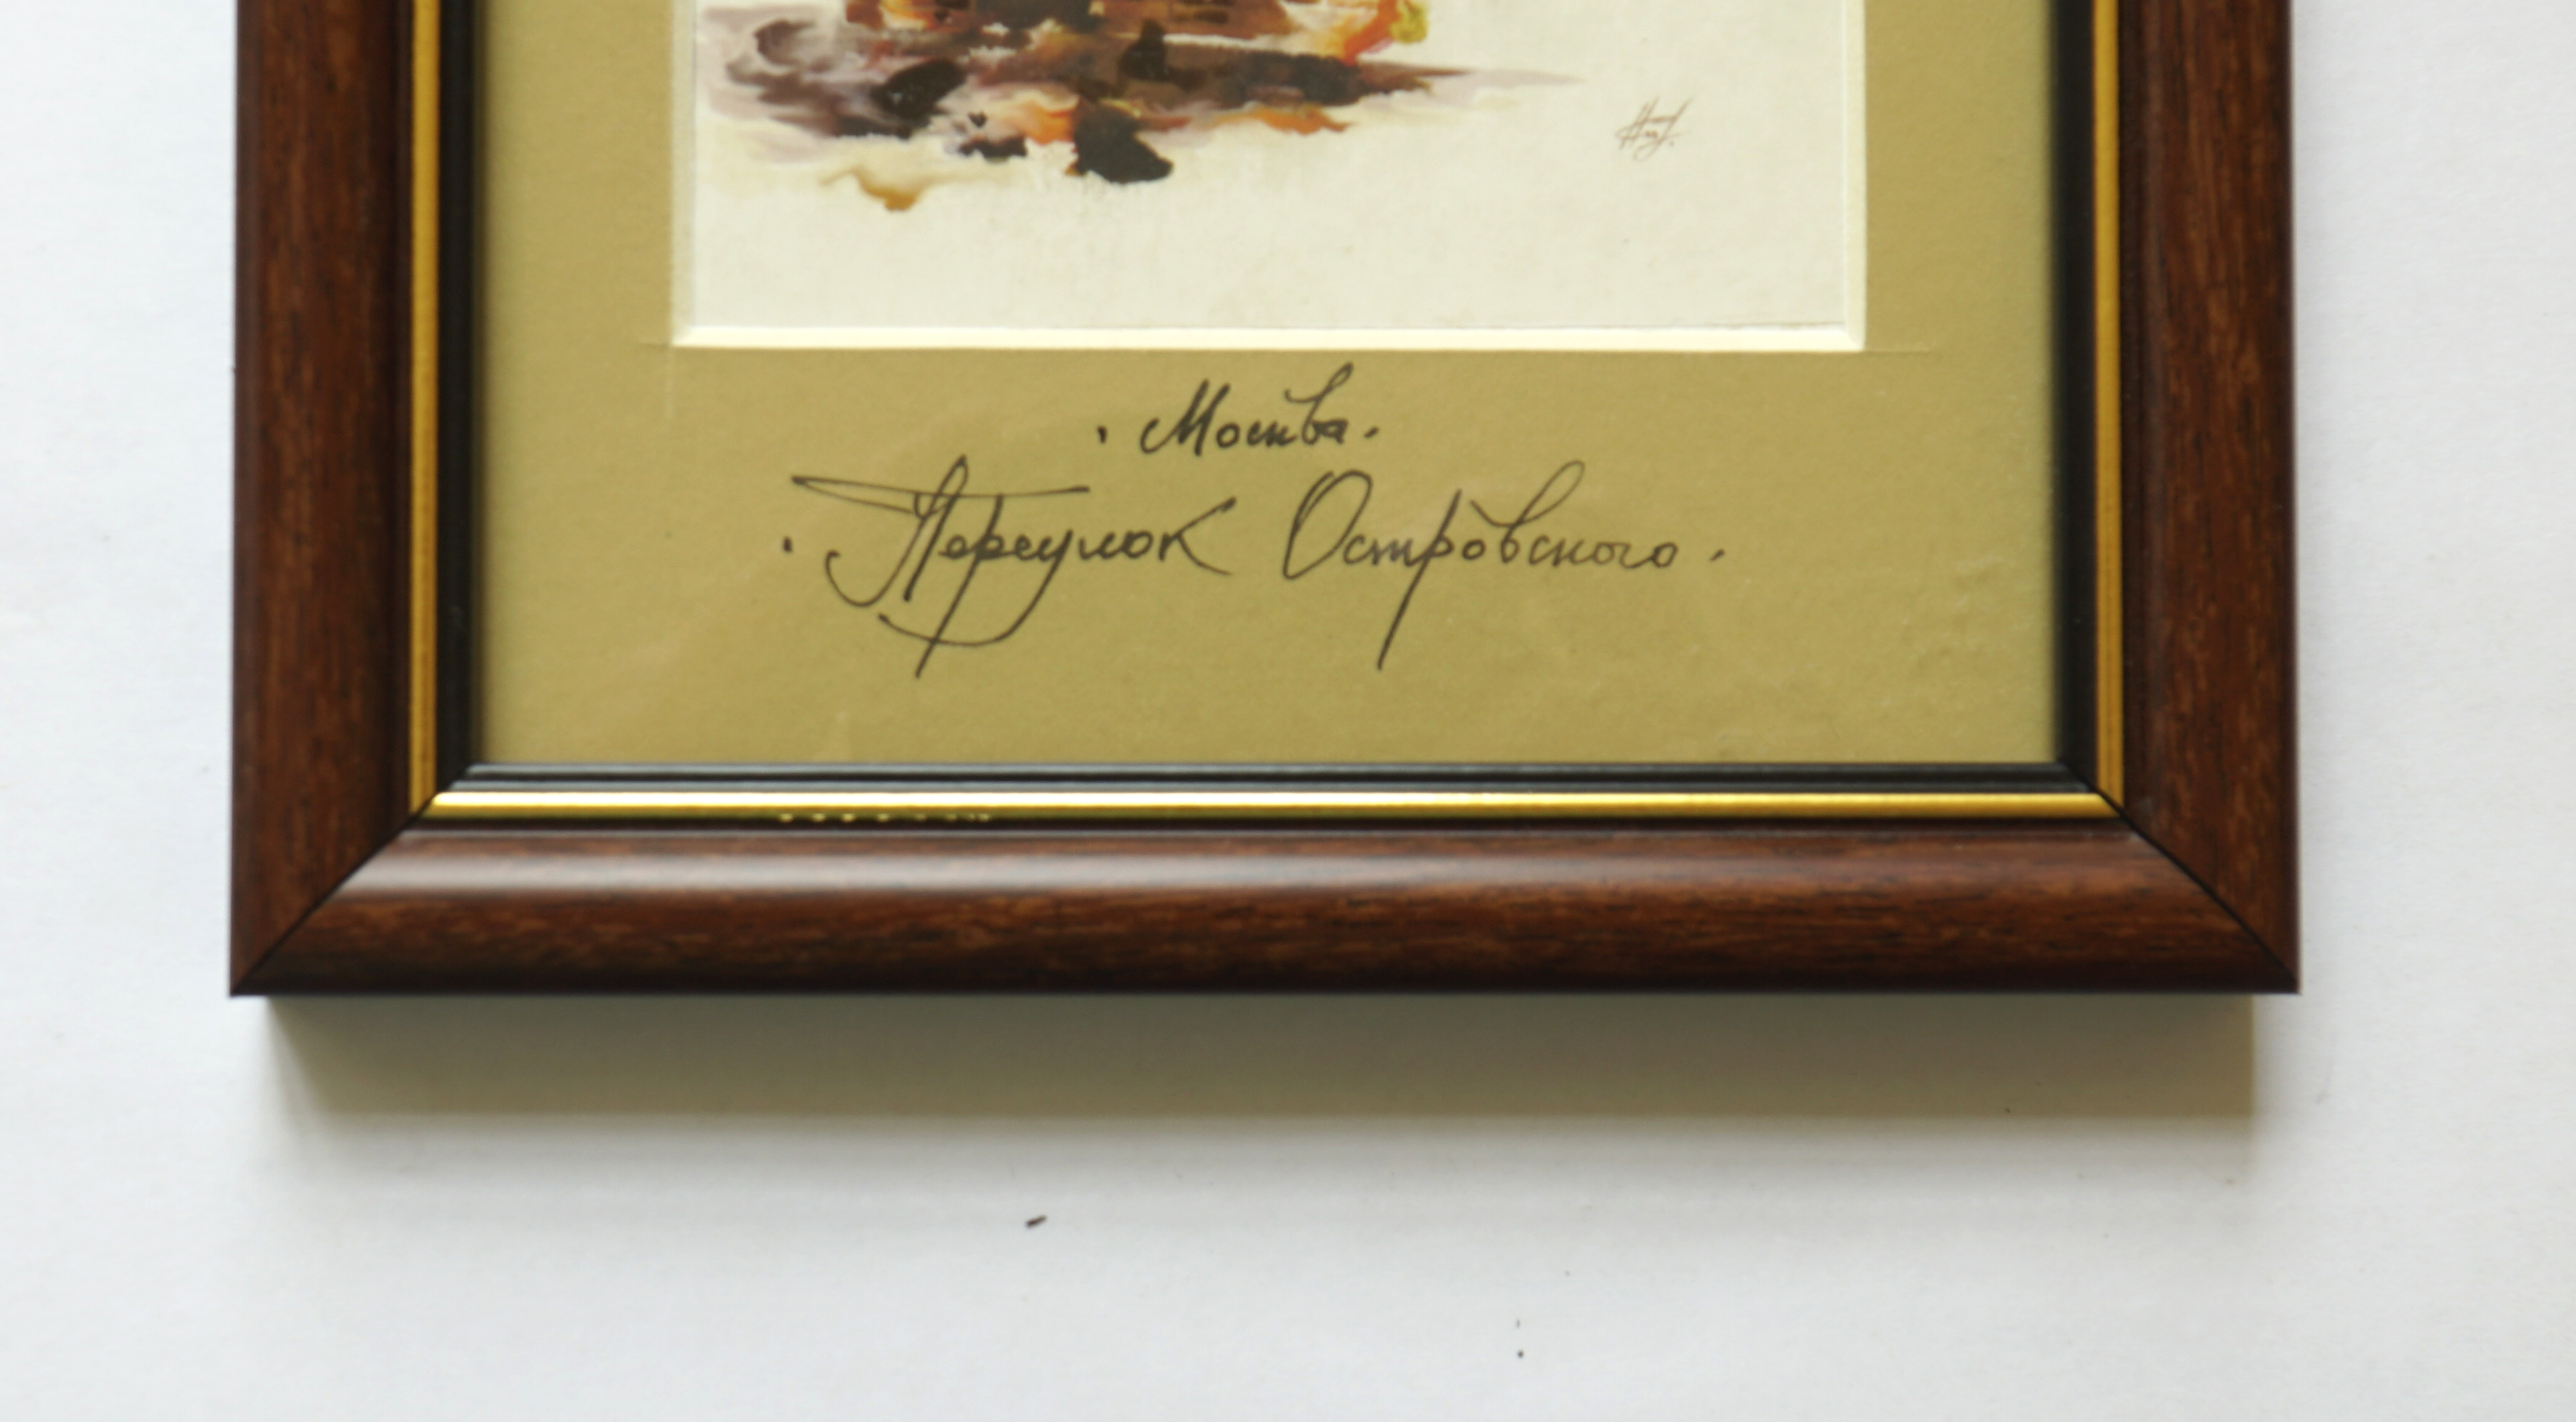 · Москва ·
· Переулок Островского ·